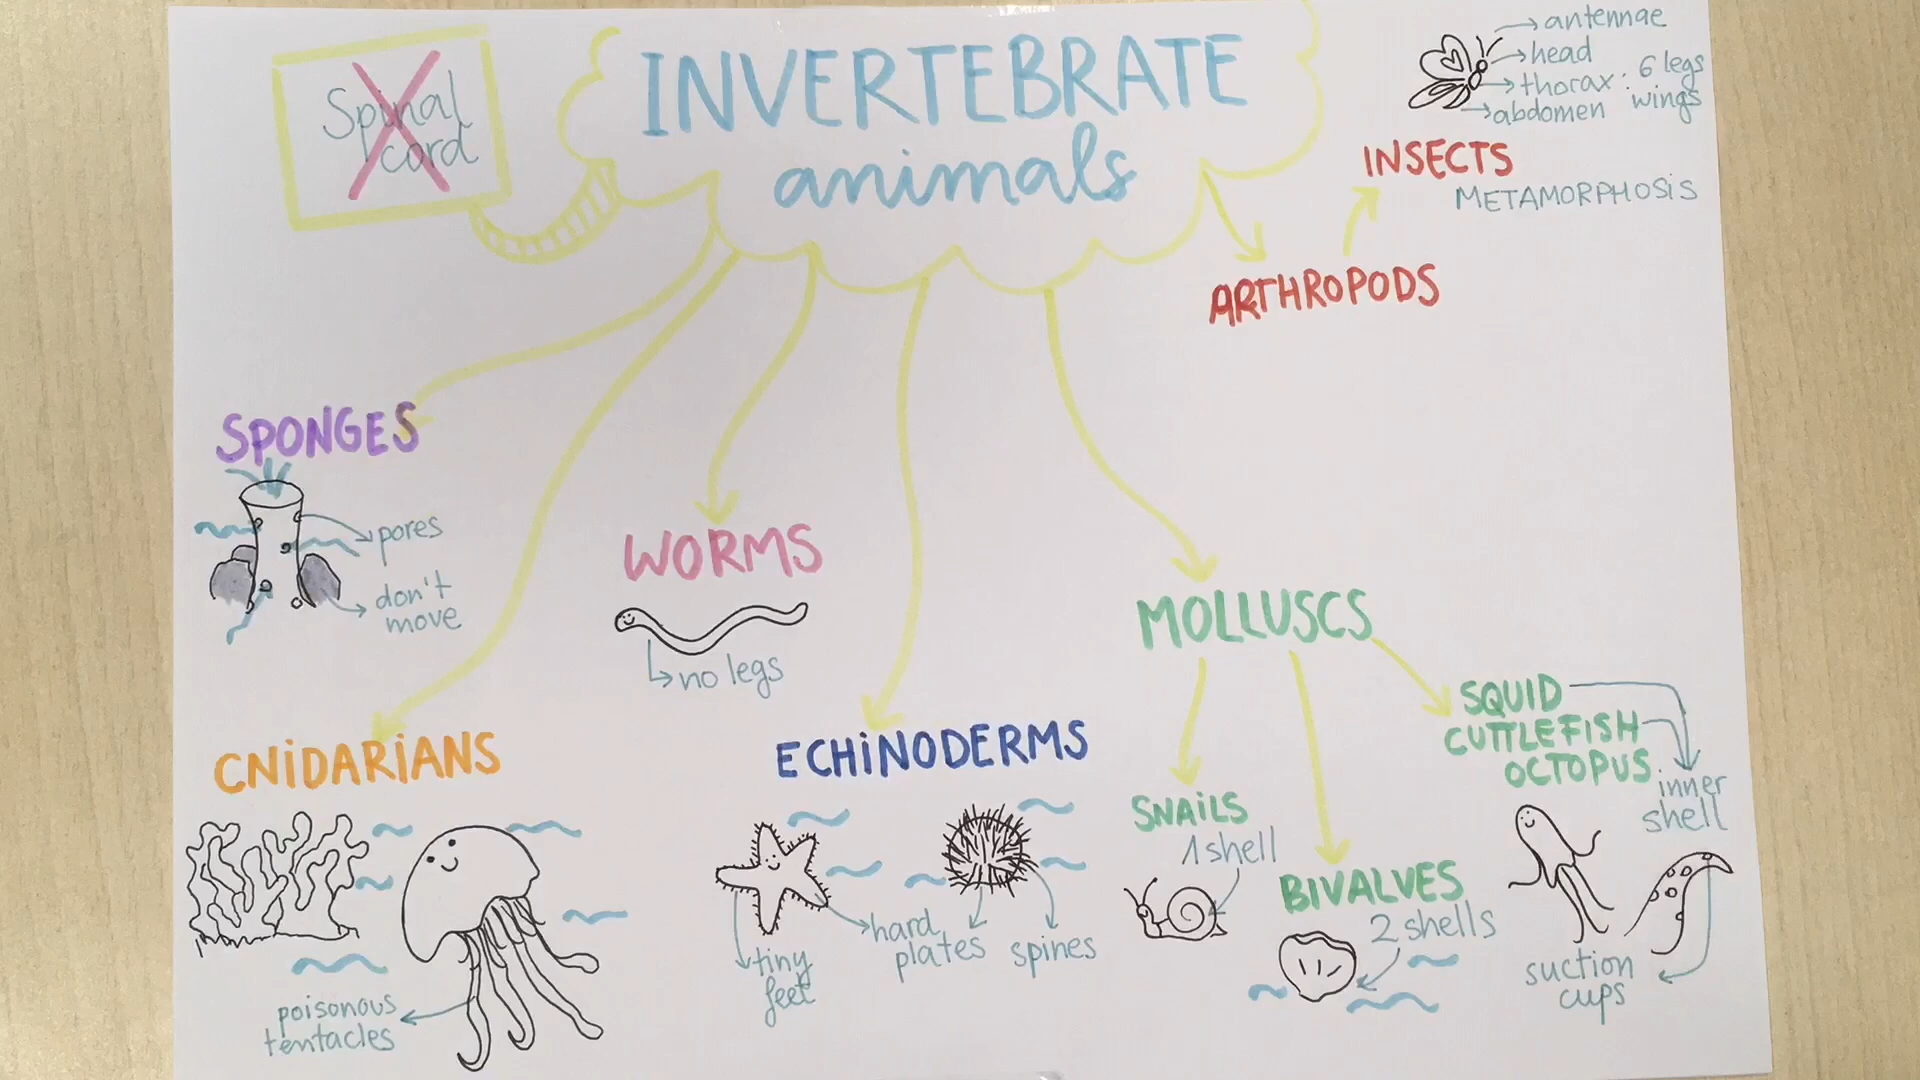 Spinal
cord
INVERTEBRATE
animals
antennae
head
thorax: 6 legs
wings
abdomen
INSECTS
METAMORPHOSIS
ARTHROPODS
SPONGES
pores
don't
move
WORMS
no legs
MOLLUSCS
CNIDARIANS
poisonous
tentacles
ECHINODERMS
tiny
feet
hard
plates
spines
SNAILS
1 shell
BIVALVES
2 shells
SQUID
CUTTLEFISH
OCTOPUS
inner
shell
suction
cups